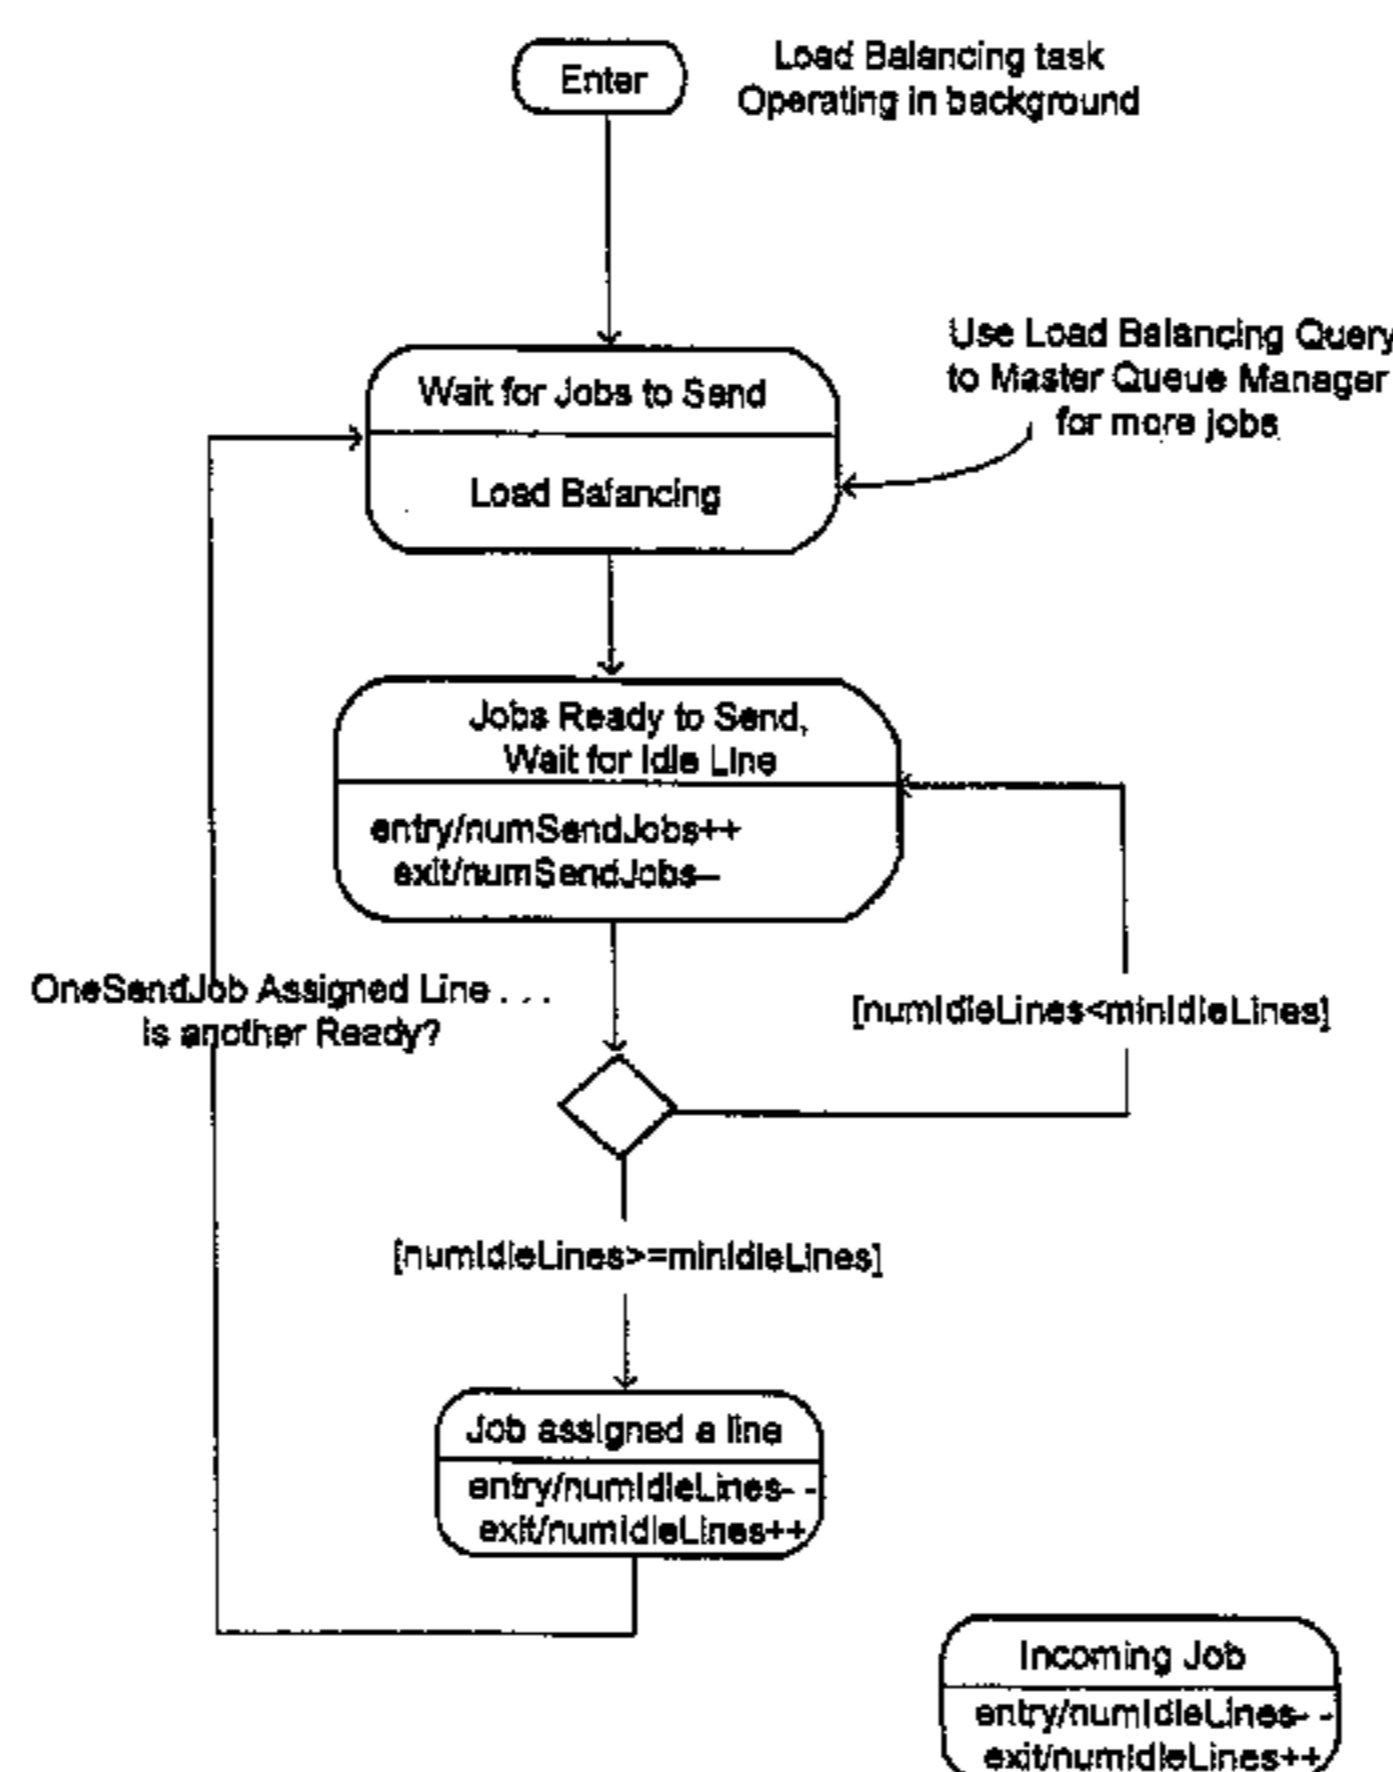 Enter
Load Balancing task
Operating in background
Use Load Balancing Query
to Master Queue Manager
for more jobs
Wait for Jobs to Send
Load Balancing
Jobs Ready to Send,
Wait for Idle Line
entry/numSendJobs++
exit/numSendJobs--
OneSendJob Assigned Line . . .
is another Ready?
[numIdleLines<minIdleLines]
[numIdleLines>=minIdleLines]
Job assigned a line
entry/numIdleLines- -
exit/numIdleLines++
Incoming Job
entry/numIdleLines- -
exit/numIdleLines++